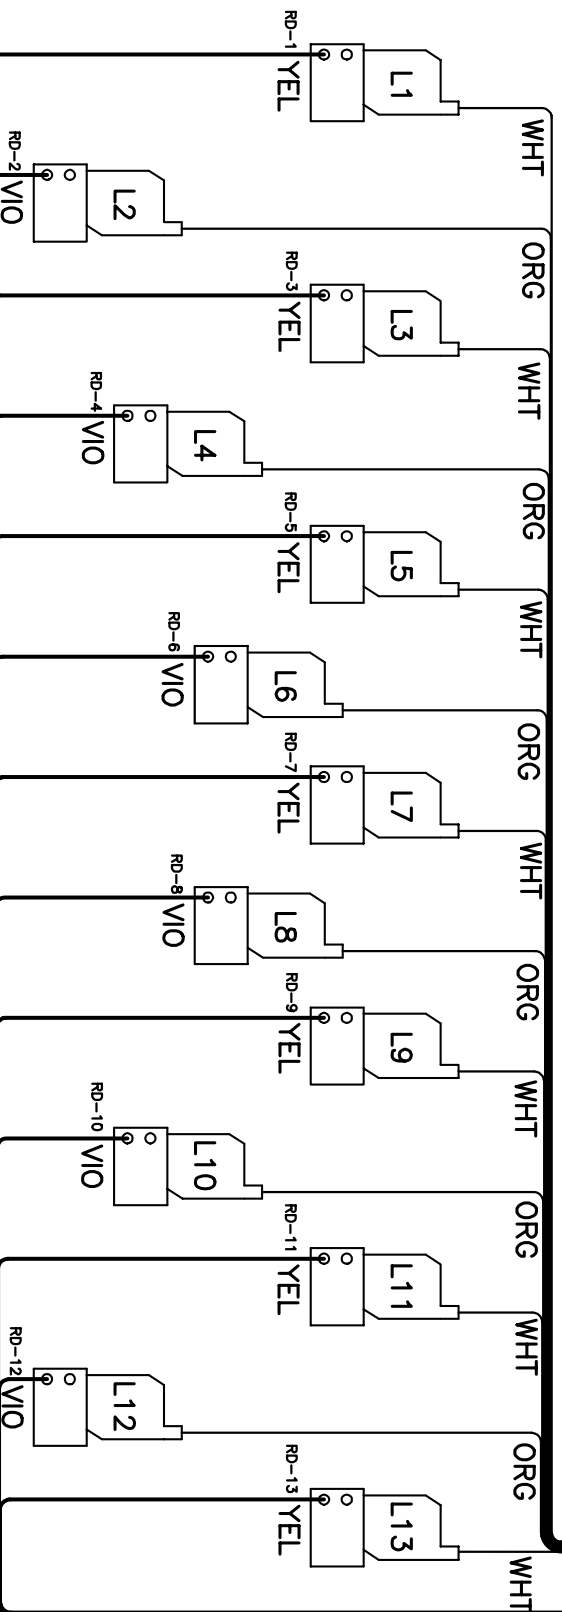 RD-1
YEL
L1
WHT
RD-2
VIO
L2
ORG
RD-3
YEL
L3
WHT
RD-4
VIO
L4
ORG
RD-5
YEL
L5
WHT
RD-6
VIO
L6
ORG
RD-7
YEL
L7
WHT
RD-8
VIO
L8
ORG
RD-9
YEL
L9
WHT
RD-10
VIO
L10
ORG
RD-11
YEL
L11
WHT
RD-12
VIO
L12
ORG
RD-13
YEL
L13
WHT